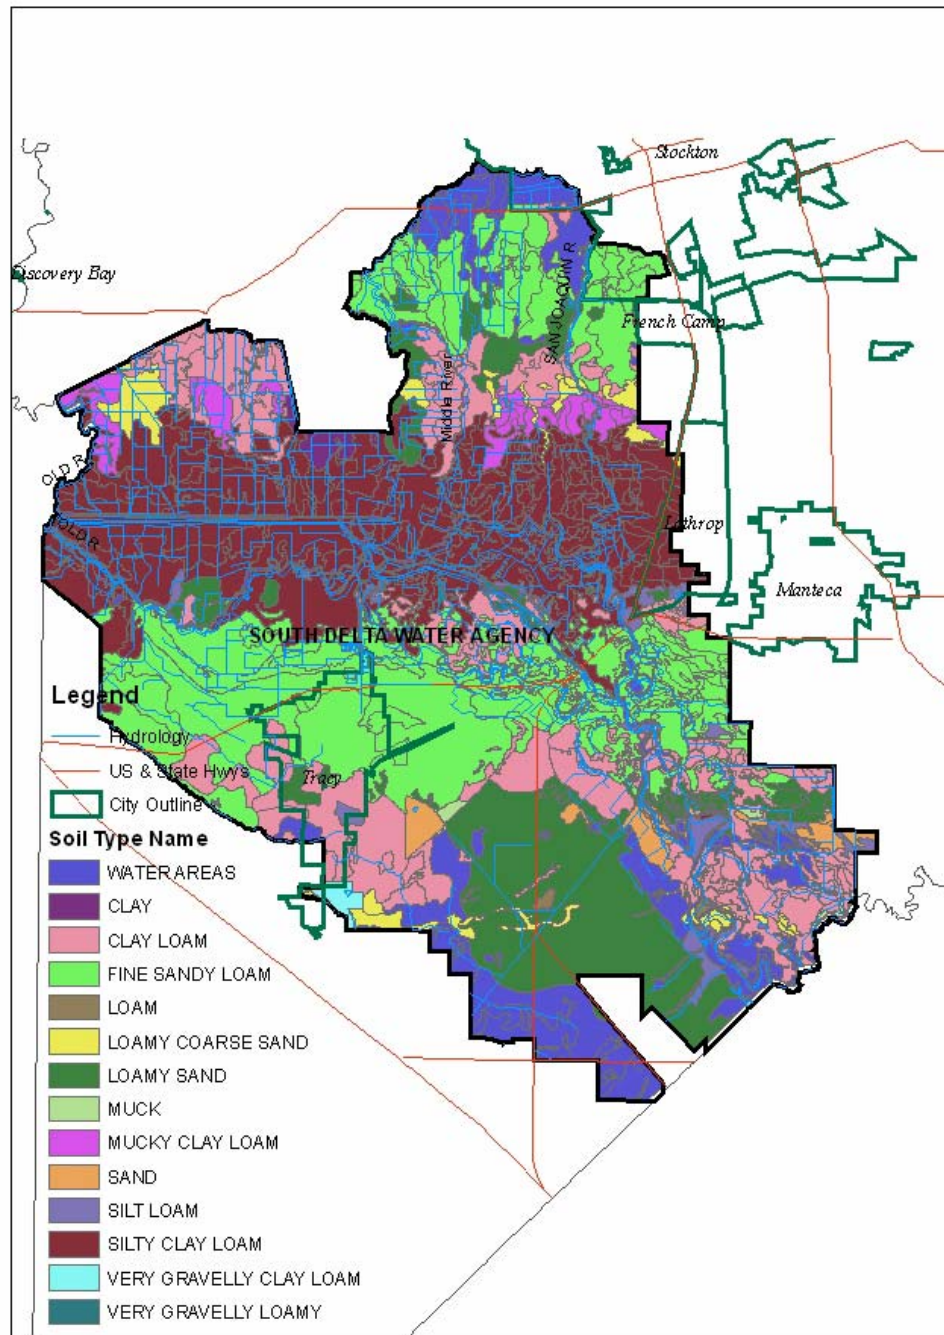 Stockton
Discovery Bay
SAN JOAQUIN R
French Camp
Middle River
OLD R
OLD R
Lathrop
Manteca
SOUTH DELTA WATER AGENCY
Legend
Hydrology
US & State Hwys
Tracy
City Outline
Soil Type Name
WATER AREAS
CLAY
CLAY LOAM
FINE SANDY LOAM
LOAM
LOAMY COARSE SAND
LOAMY SAND
MUCK
MUCKY CLAY LOAM
SAND
SILT LOAM
SILTY CLAY LOAM
VERY GRAVELLY CLAY LOAM
VERY GRAVELLY LOAMY